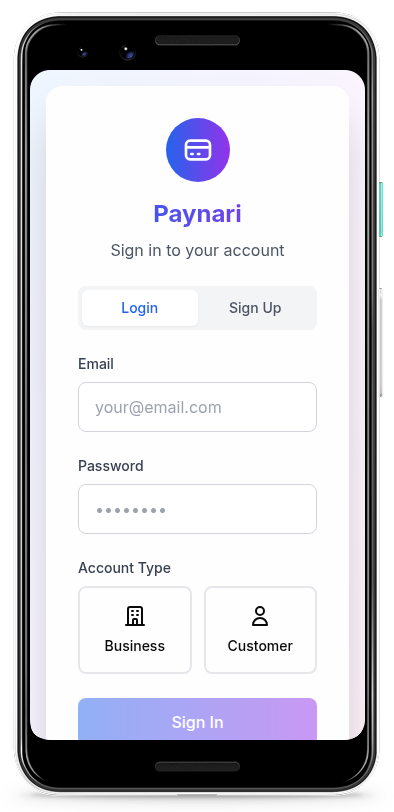 Paynari
Sign in to your account
Login
Sign Up
Email
your@email.com
Password
••••••••
Account Type
Business
Customer
Sign In